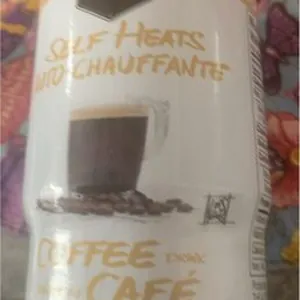 SELF HEATS
AUTO-CHAUFFANTE
COFFEE DRINK
CAFÉ